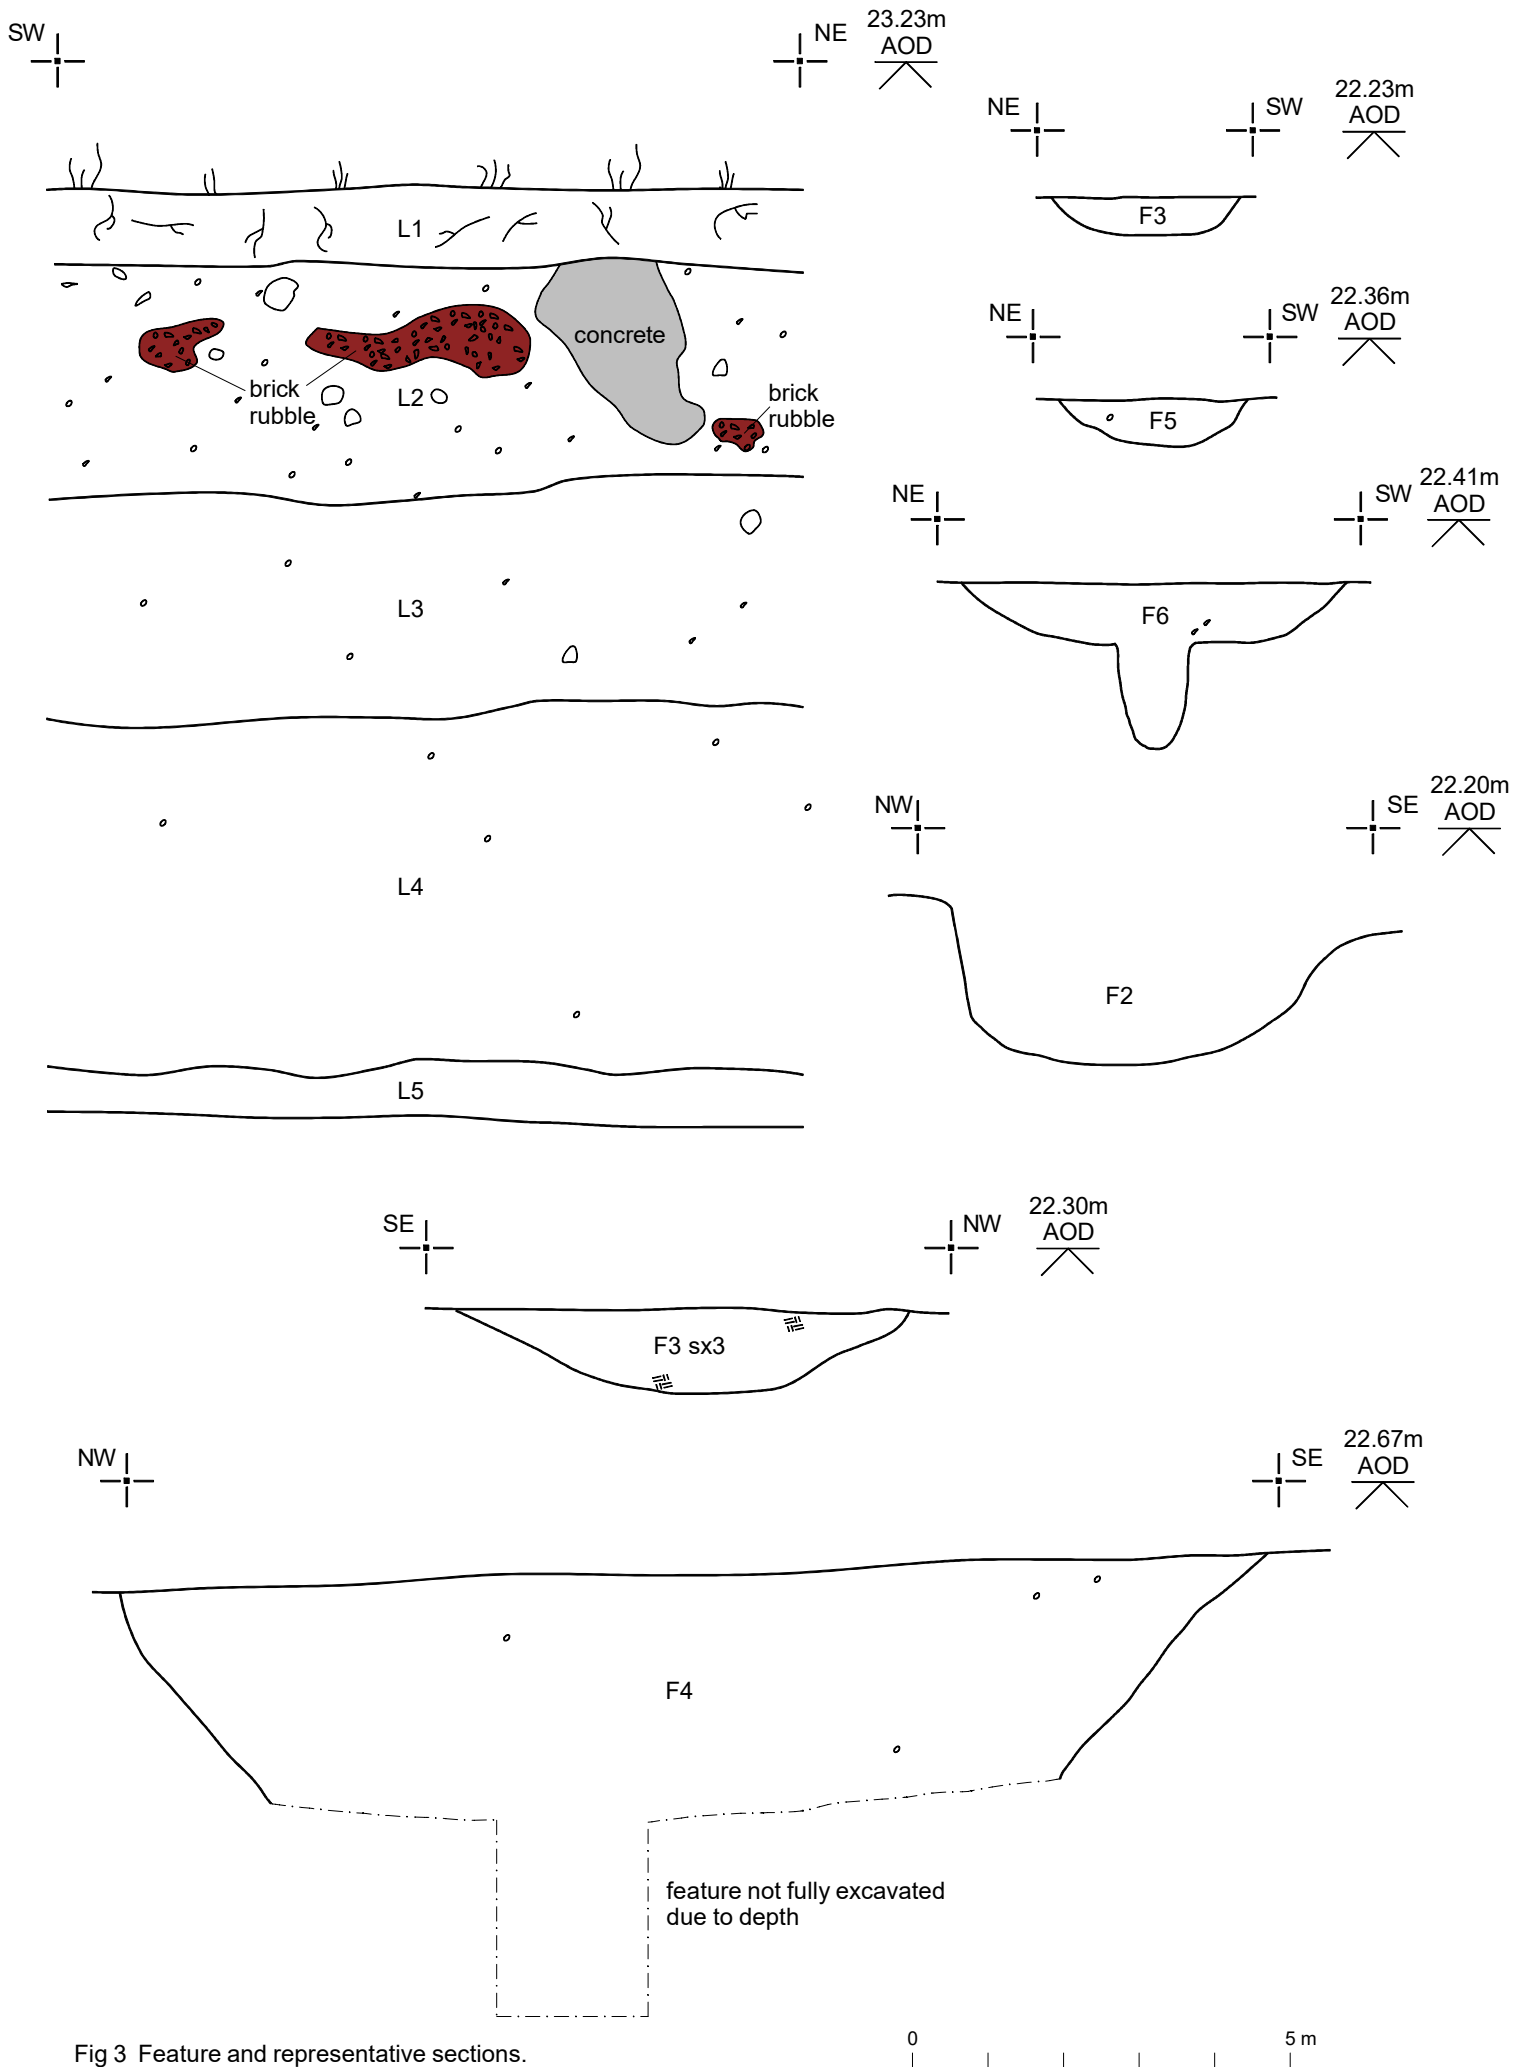 SW
NE
23.23m
AOD
L1
concrete
brick
rubble
L2
brick
rubble
L3
L4
L5
NE
SW
22.23m
AOD
F3
NE
SW
22.36m
AOD
F5
NE
SW
22.41m
AOD
F6
NW
SE
22.20m
AOD
F2
SE
NW
22.30m
AOD
F3 sx3
NW
SE
22.67m
AOD
F4
feature not fully excavated
due to depth
Fig 3 Feature and representative sections.
0
5 m